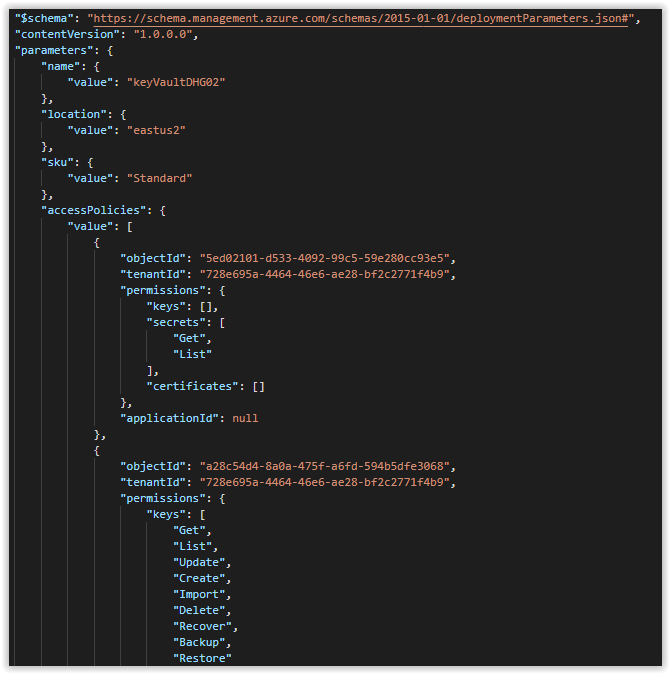 "$schema": "https://schema.management.azure.com/schemas/2015-01-01/deploymentParameters.json#",
"contentVersion": "1.0.0.0",
"parameters": {
"name": {
"value": "keyVaultDHG02"
},
"location": {
"value": "eastus2"
},
"sku": {
"value": "Standard"
},
"accessPolicies": {
"value": [
{
"objectId": "5ed02101-d533-4092-99c5-59e280cc93e5",
"tenantId": "728e695a-4464-46e6-ae28-bf2c2771f4b9",
"permissions": {
"keys": [],
"secrets": [
"Get",
"List"
],
"certificates": []
},
"applicationId": null
},
{
"objectId": "a28c54d4-8a0a-475f-a6fd-594b5dfe3068",
"tenantId": "728e695a-4464-46e6-ae28-bf2c2771f4b9",
"permissions": {
"keys": [
"Get",
"List",
"Update",
"Create",
"Import",
"Delete",
"Recover",
"Backup",
"Restore"